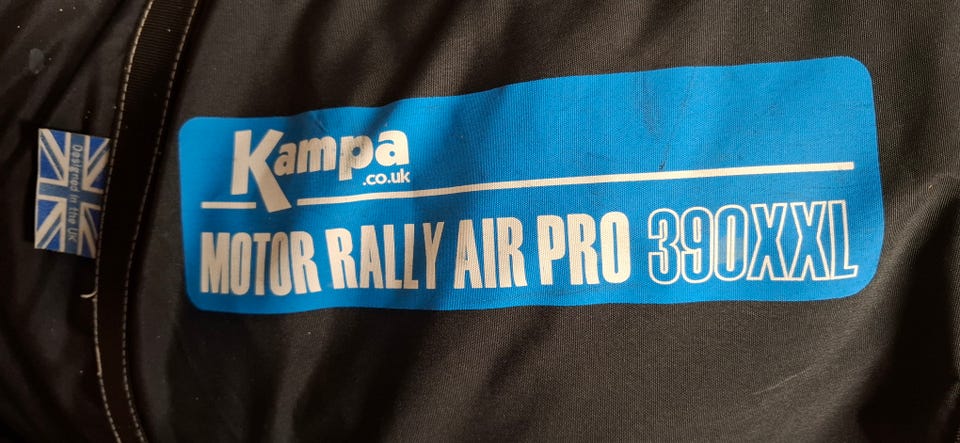 Kampa
.co.uk
MOTOR RALLY AIR PRO 390XXL
Designed in the UK